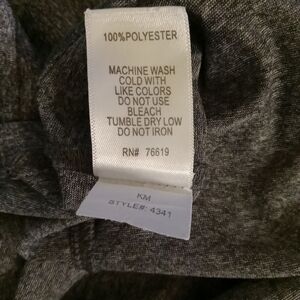 100%POLYESTER
MACHINE WASH
COLD WITH
LIKE COLORS
DO NOT USE
BLEACH
TUMBLE DRY LOW
DO NOT IRON
RN# 76619
KM
STYLE#: 4341